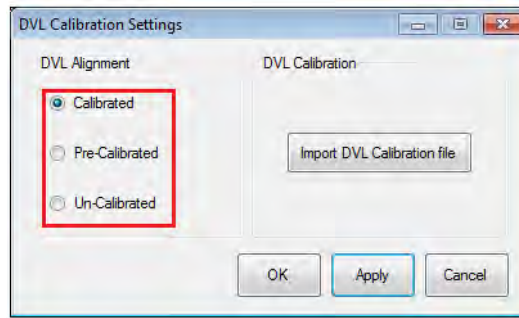 DVL Calibration Settings
DVL Alignment
Calibrated
Pre-Calibrated
Un-Calibrated
DVL Calibration
Import DVL Calibration file
OK
Apply
Cancel